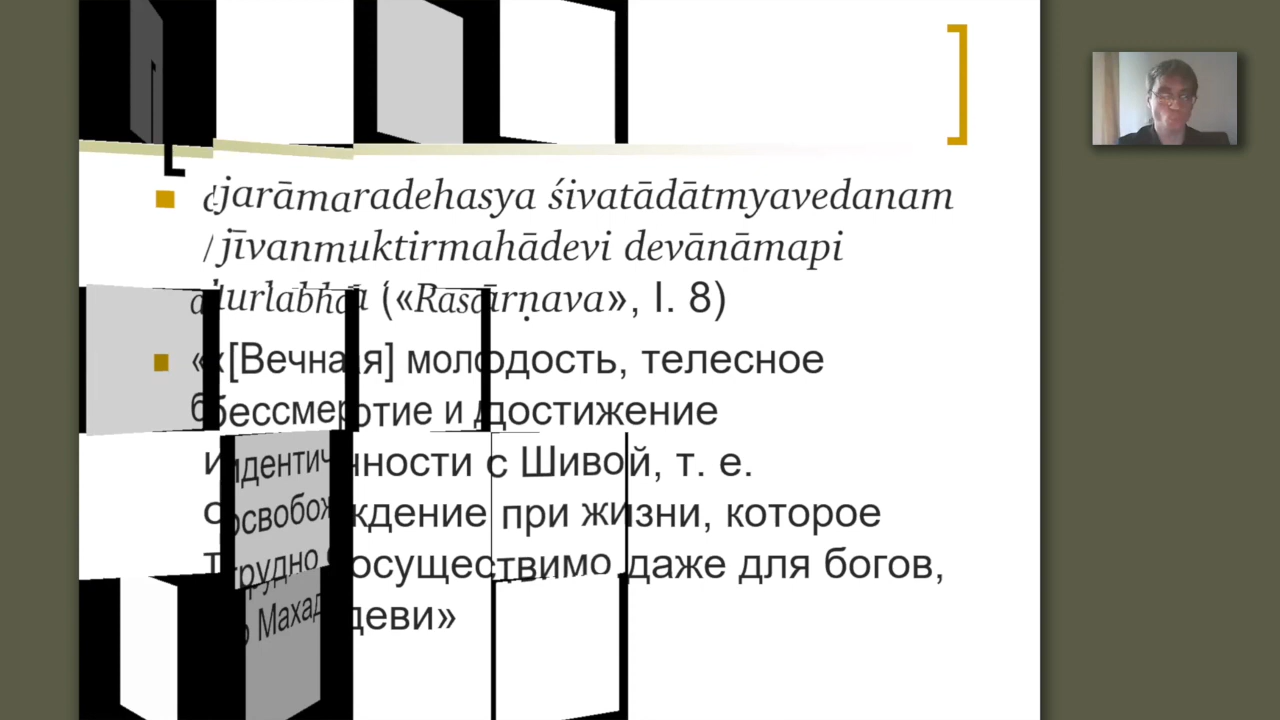 ajarāmaradehasya śivatādātmyavedanam
/ jīvanmuktirmahādevi devānāmapi
durlabhā («Rasārṇava», I. 8)
«[Вечная] молодость, телесное
бессмертие и достижение
идентичности с Шивой, т. е.
освобождение при жизни, которое
трудно осуществимо даже для богов,
о Махадеви»